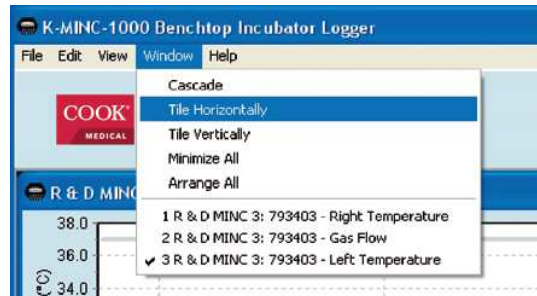 K-MINC-1000 Benchtop Incubator Logger
File Edit View Window Help
Cascade
Tile Horizontally
Tile Vertically
Minimize All
Arrange All
COOK®
MEDICAL
R & D MINC
1 R & D MINC 3: 793403 - Right Temperature
2 R & D MINC 3: 793403 - Gas Flow
✔ 3 R & D MINC 3: 793403 - Left Temperature
38.0
36.0
34.0
(°C)